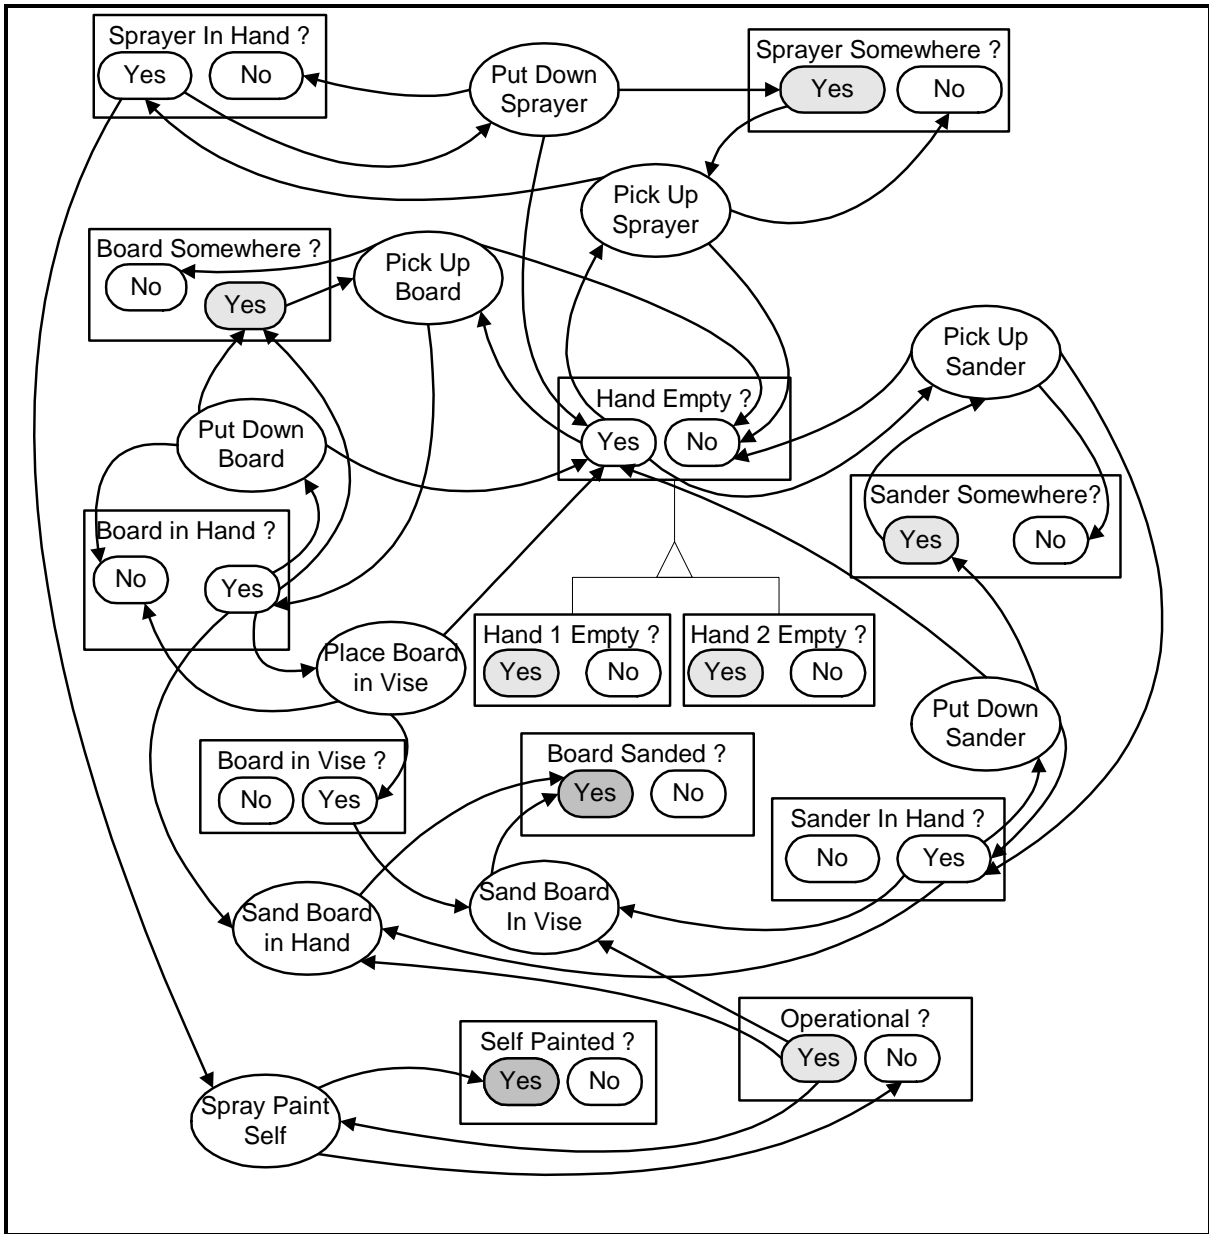 Sprayer In Hand ?
Yes
No
Put Down
Sprayer
Sprayer Somewhere ?
Yes
No
Pick Up
Sprayer
Board Somewhere ?
No
Yes
Pick Up
Board
Pick Up
Sander
Hand Empty ?
Yes
No
Put Down
Board
Sander Somewhere?
Yes
No
Board in Hand ?
No
Yes
Place Board
in Vise
Hand 1 Empty ?
Yes
No
Hand 2 Empty ?
Yes
No
Put Down
Sander
Board in Vise ?
No
Yes
Board Sanded ?
Yes
No
Sander In Hand ?
No
Yes
Sand Board
in Hand
Sand Board
In Vise
Operational ?
Yes
No
Self Painted ?
Yes
No
Spray Paint
Self